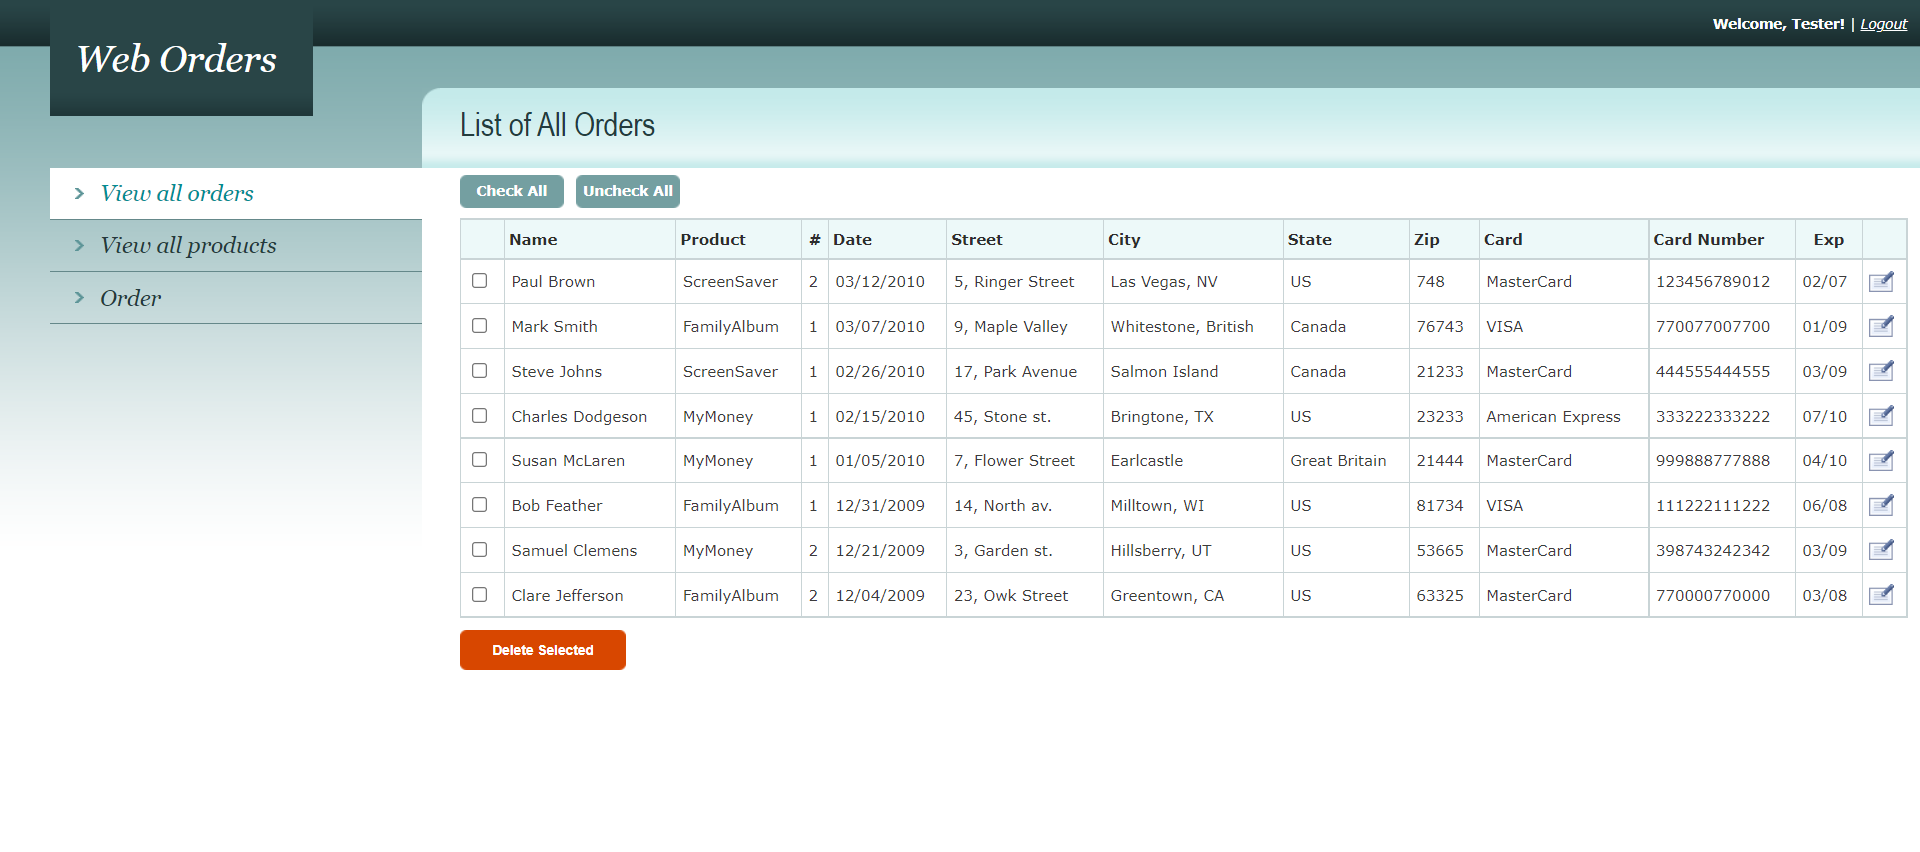 Welcome, Tester! | Logout
Web Orders
List of All Orders
View all orders
View all products
Order
Check All Uncheck All
Name Product # Date Street City State Zip Card Card Number Exp
Paul Brown ScreenSaver 2 03/12/2010 5, Ringer Street Las Vegas, NV US 748 MasterCard 123456789012 02/07
Mark Smith FamilyAlbum 1 03/07/2010 9, Maple Valley Whitestone, British Canada 76743 VISA 770077007700 01/09
Steve Johns ScreenSaver 1 02/26/2010 17, Park Avenue Salmon Island Canada 21233 MasterCard 444555444555 03/09
Charles Dodgeson MyMoney 1 02/15/2010 45, Stone st. Bringtone, TX US 23233 American Express 333222333222 07/10
Susan McLaren MyMoney 1 01/05/2010 7, Flower Street Earlcastle Great Britain 21444 MasterCard 999888777888 04/10
Bob Feather FamilyAlbum 1 12/31/2009 14, North av. Milltown, WI US 81734 VISA 111222111222 06/08
Samuel Clemens MyMoney 2 12/21/2009 3, Garden st. Hillsberry, UT US 53665 MasterCard 398743242342 03/09
Clare Jefferson FamilyAlbum 2 12/04/2009 23, Owk Street Greentown, CA US 63325 MasterCard 770000770000 03/08
Delete Selected